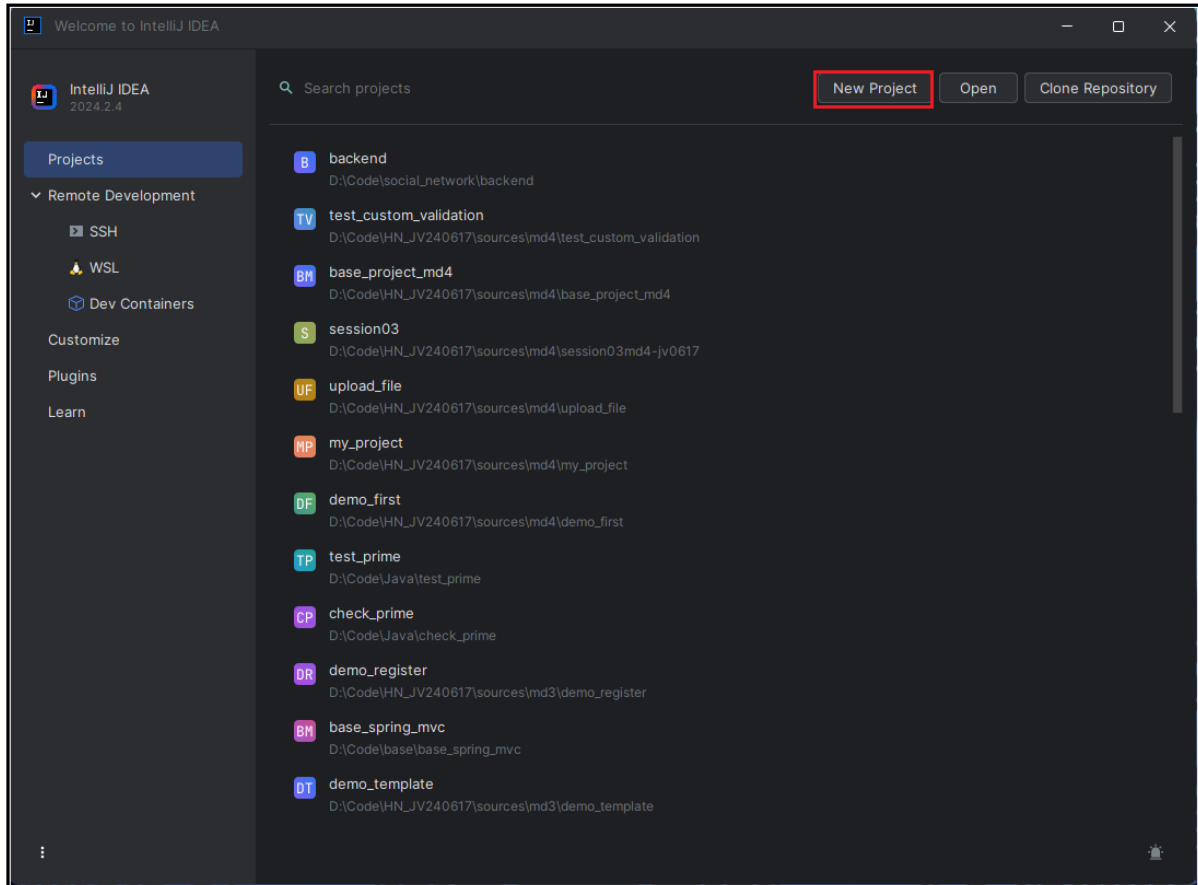 Welcome to IntelliJ IDEA
IntelliJ IDEA
2024.2.4
Projects
Remote Development
SSH
WSL
Dev Containers
Customize
Plugins
Learn
Search projects
New Project
Open
Clone Repository
B
backend
D:\Code\social_network\backend
TV
test_custom_validation
D:\Code\HN_JV240617\sources\md4\test_custom_validation
BM
base_project_md4
D:\Code\HN_JV240617\sources\md4\base_project_md4
S
session03
D:\Code\HN_JV240617\sources\md4\session03md4-jv0617
UF
upload_file
D:\Code\HN_JV240617\sources\md4\upload_file
MP
my_project
D:\Code\HN_JV240617\sources\md4\my_project
DF
demo_first
D:\Code\HN_JV240617\sources\md4\demo_first
TP
test_prime
D:\Code\Java\test_prime
CP
check_prime
D:\Code\Java\check_prime
DR
demo_register
D:\Code\HN_JV240617\sources\md3\demo_register
BM
base_spring_mvc
D:\Code\base\base_spring_mvc
DT
demo_template
D:\Code\HN_JV240617\sources\md3\demo_template